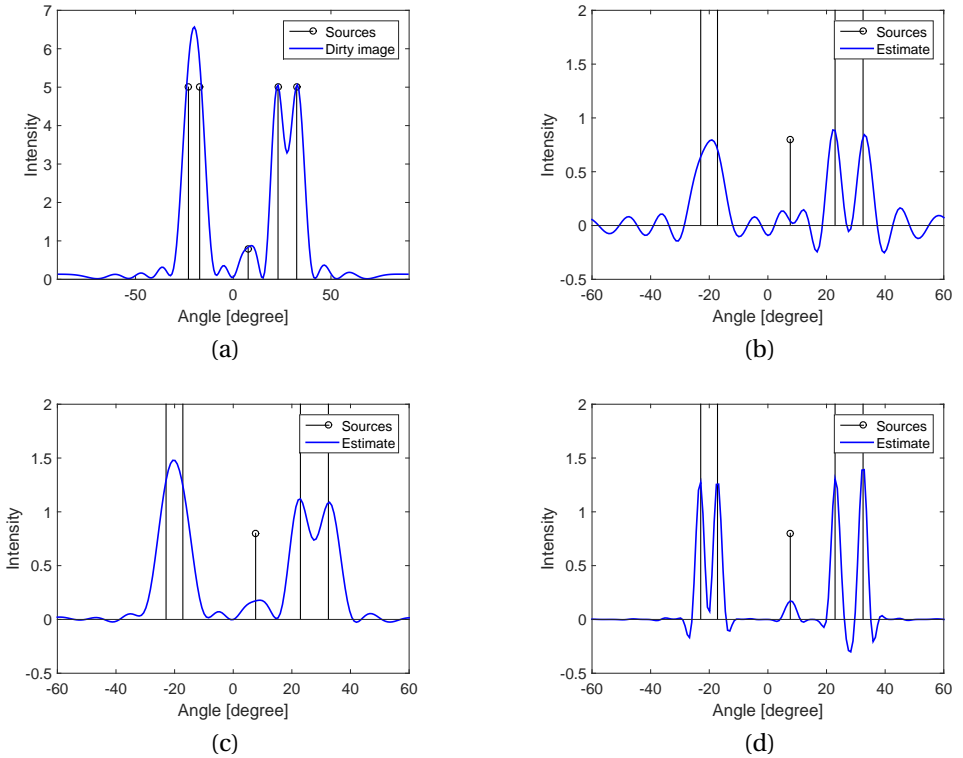 7
6
5
4
3
2
1
0
Intensity
-50 0 50
Angle [degree]
Sources
Dirty image
(a)
2
1.5
1
0.5
0
-0.5
Intensity
-60 -40 -20 0 20 40 60
Angle [degree]
Sources
Estimate
(b)
2
1.5
1
0.5
0
-0.5
Intensity
-60 -40 -20 0 20 40 60
Angle [degree]
Sources
Estimate
(c)
2
1.5
1
0.5
0
-0.5
Intensity
-60 -40 -20 0 20 40 60
Angle [degree]
Sources
Estimate
(d)